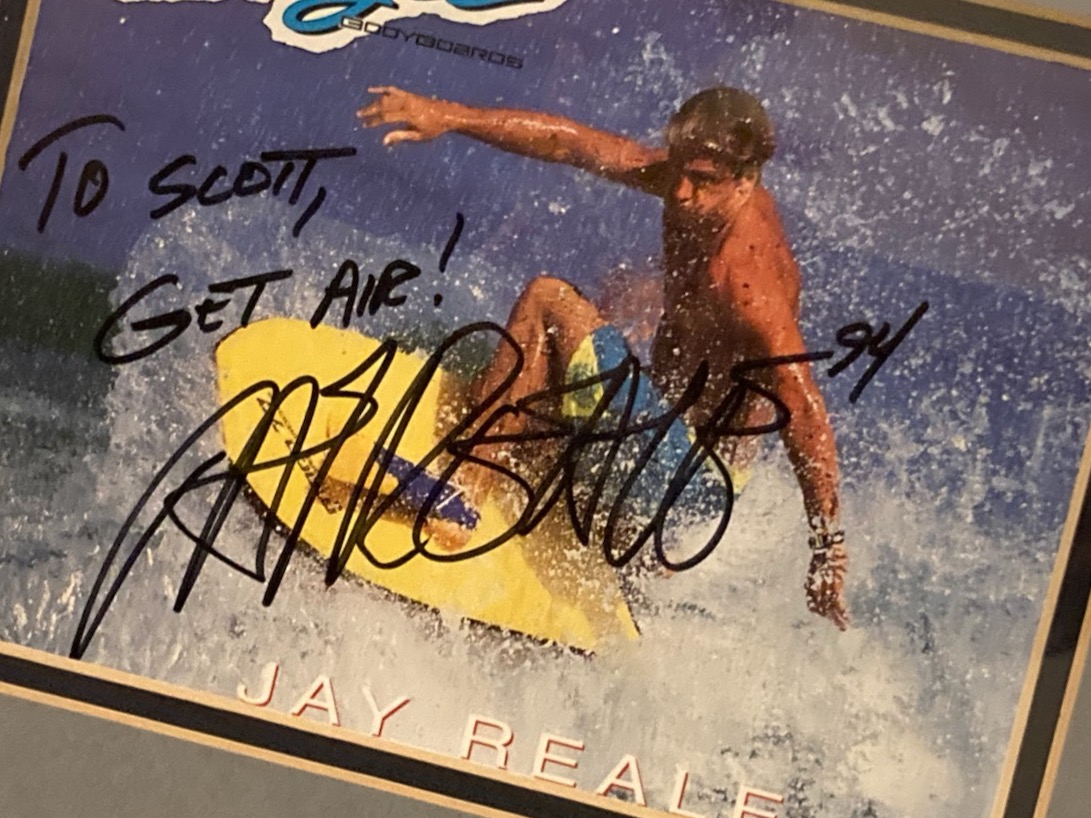 BODYBOARDS
TO SCOTT,
GET AIR!
94
JAY REALE